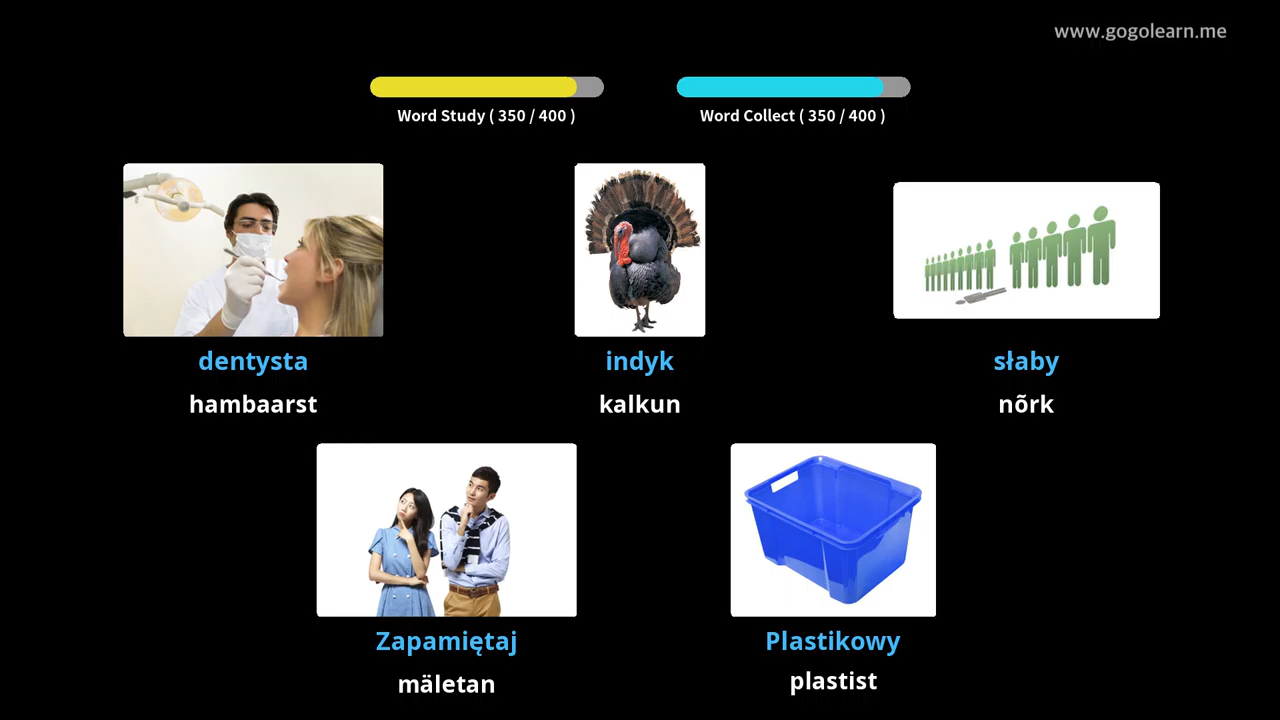 www.gogolearn.me
Word Study ( 350 / 400 )
Word Collect ( 350 / 400 )
dentysta
hambaarst
indyk
kalkun
słaby
nõrk
Zapamiętaj
mäletan
Plastikowy
plastist